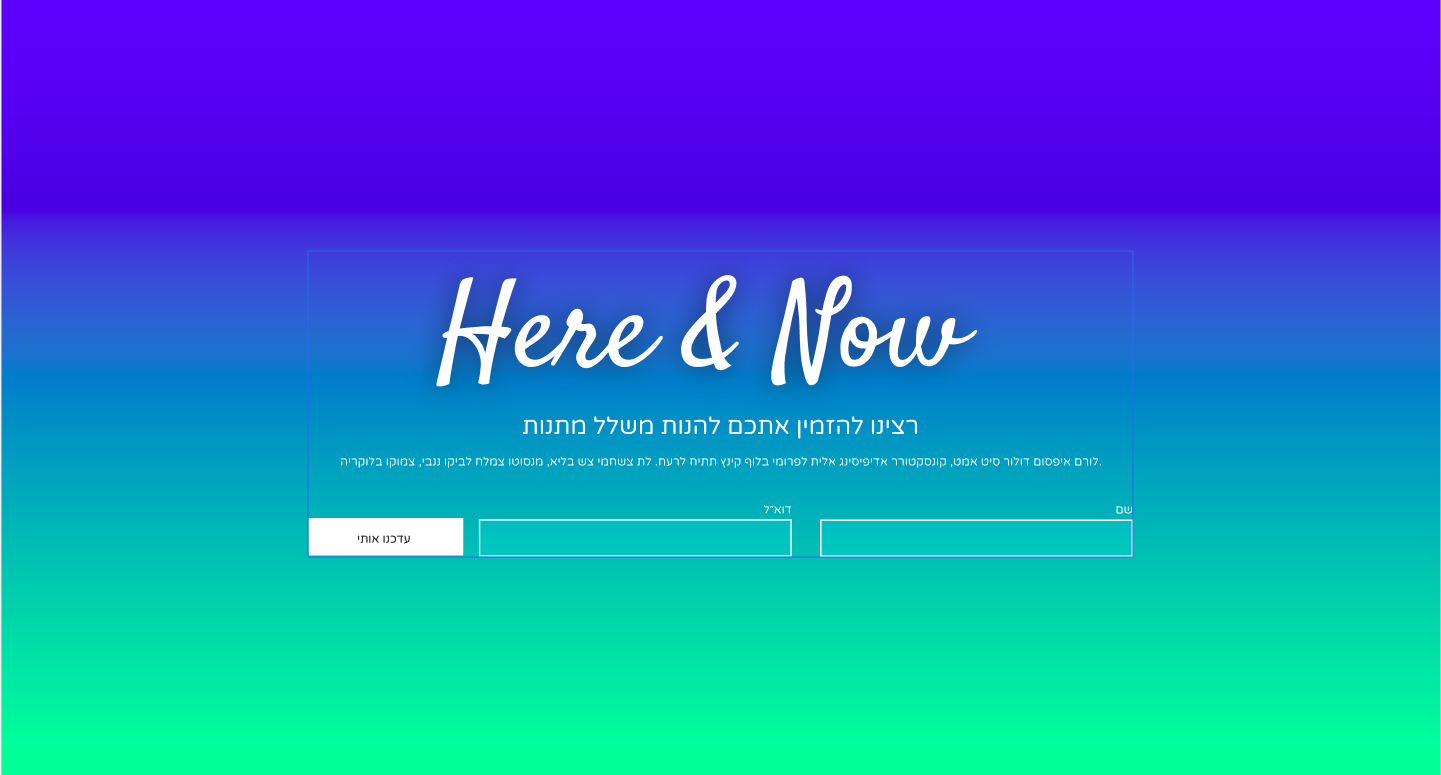 Here & Now
רצינו להזמין אתכם להנות משלל מתנות
לורם איפסום דולור סיט אמט, קונסקטורר אדיפיסינג אלית לפרומי בלוף קינץ תתיח לרעח. לת צשחמי צש בליא, מנסוטו צמלח לביקו ננבי, צמוקו בלוקריה.
שם
דוא״ל
עדכנו אותי